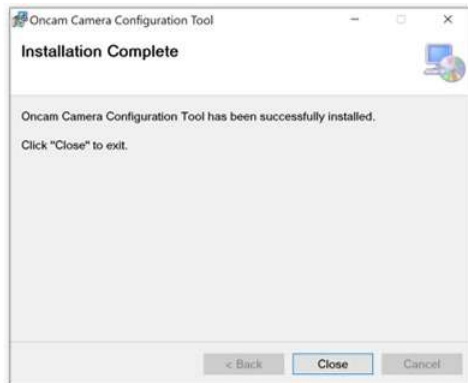 Oncam Camera Configuration Tool
Installation Complete
Oncam Camera Configuration Tool has been successfully installed.
Click "Close" to exit.
< Back
Close
Cancel